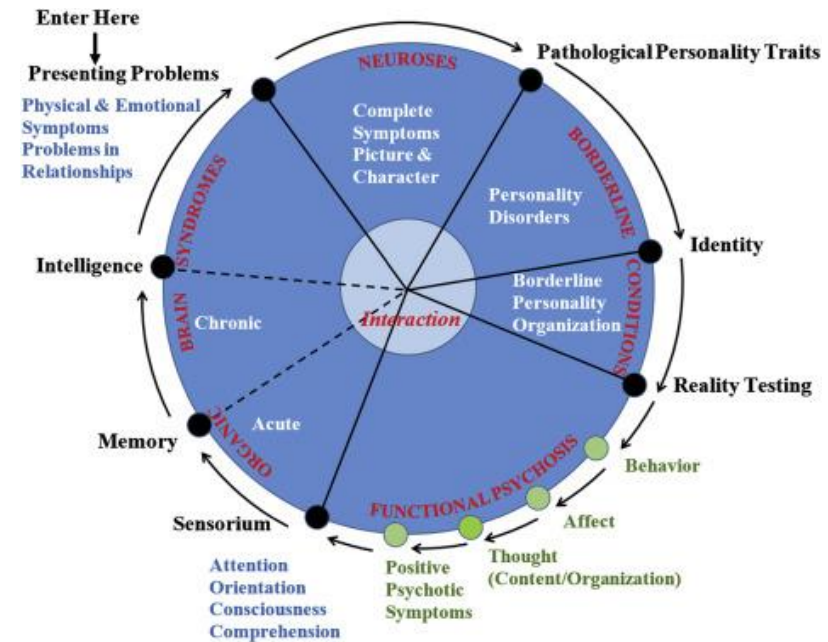 Enter Here
Presenting Problems
Physical & Emotional
Symptoms
Problems in
Relationships
NEUROSES
Pathological Personality Traits
Complete
Symptoms
Picture &
Character
BORDERLINE
CONDITIONS
Personality
Disorders
Identity
Borderline
Personality
Organization
Interaction
Reality Testing
Behavior
Affect
Thought
(Content/Organization)
Positive
Psychotic
Symptoms
FUNCTIONAL PSYCHOSIS
Sensorium
Attention
Orientation
Consciousness
Comprehension
Acute
Memory
ORGANIC
BRAIN
SYNDROMES
Chronic
Intelligence